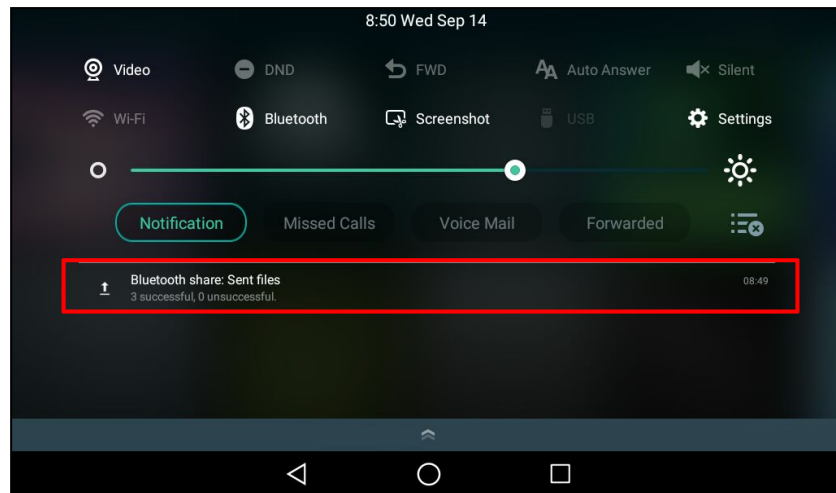 8:50 Wed Sep 14
Video DND FWD Auto Answer Silent
Wi-Fi Bluetooth Screenshot USB Settings
Notification Missed Calls Voice Mail Forwarded
Bluetooth share: Sent files 08:49
3 successful, 0 unsuccessful.